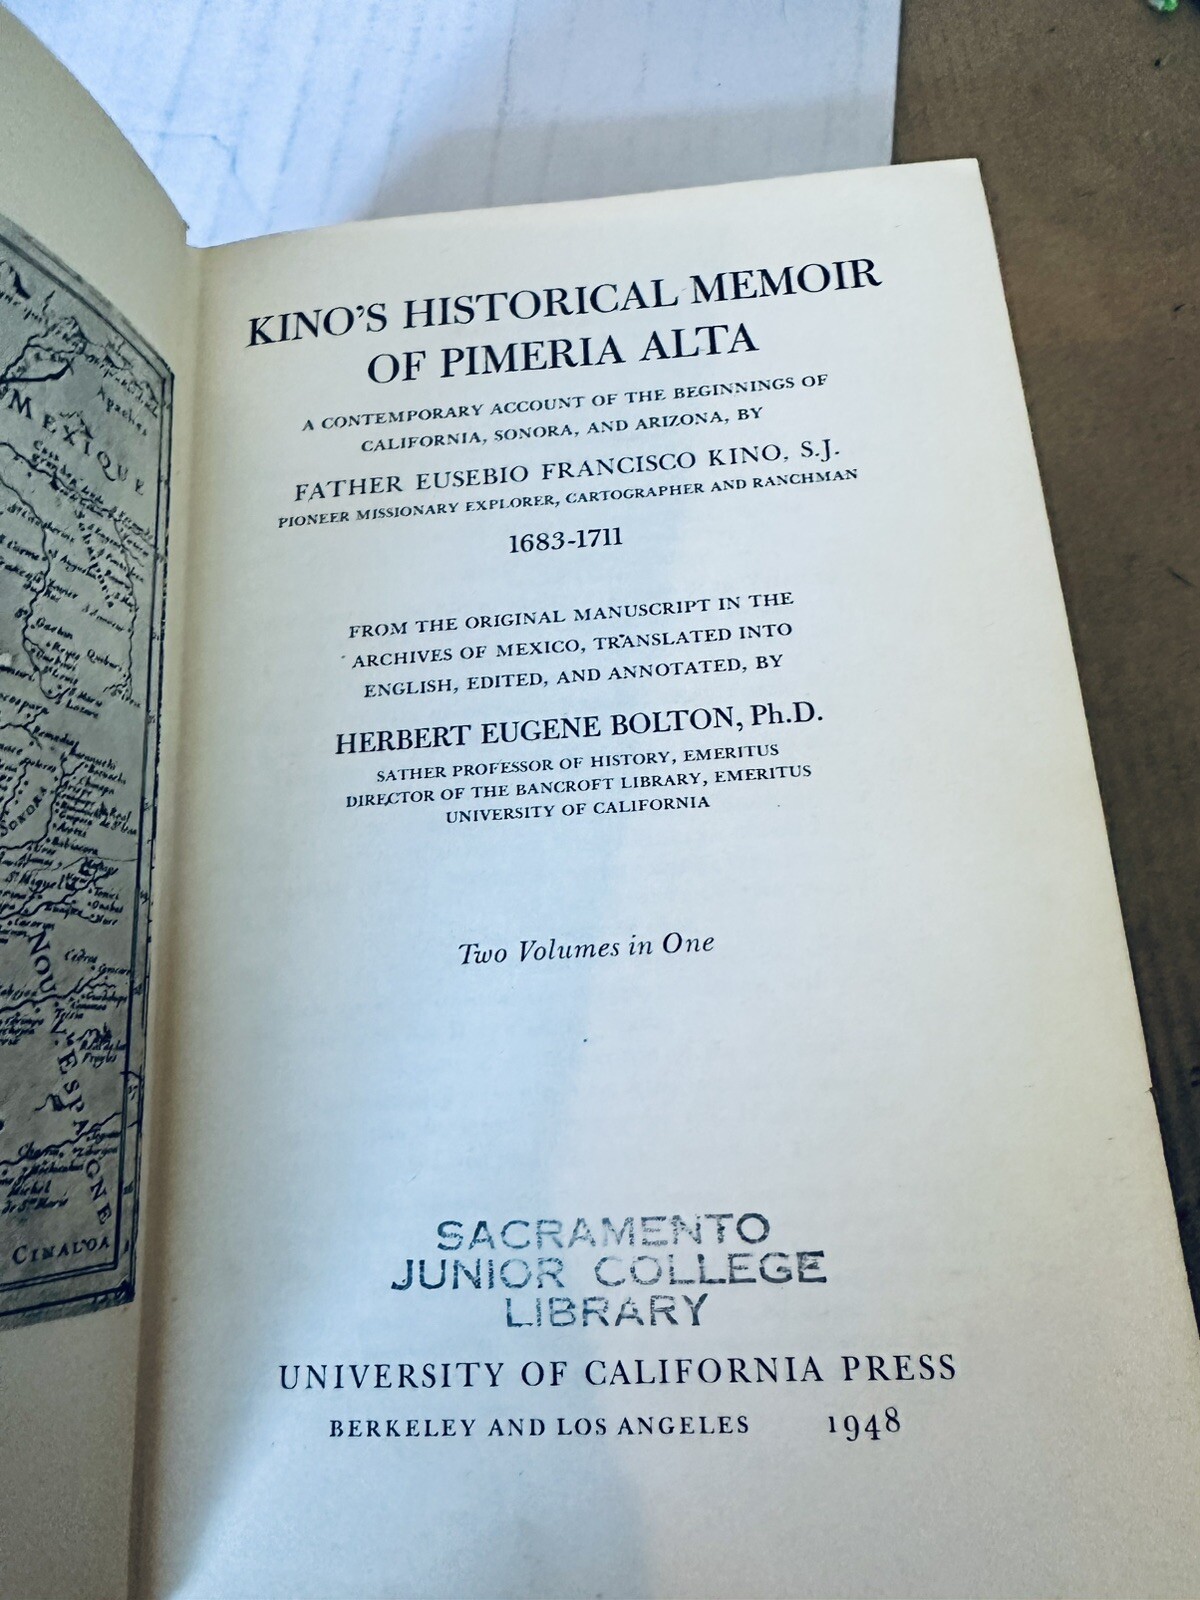 KINO'S HISTORICAL MEMOIR
OF PIMERIA ALTA
A CONTEMPORARY ACCOUNT OF THE BEGINNINGS OF
CALIFORNIA, SONORA, AND ARIZONA, BY
FATHER EUSEBIO FRANCISCO KINO, S.J.
PIONEER MISSIONARY EXPLORER, CARTOGRAPHER AND RANCHMAN
1683-1711
FROM THE ORIGINAL MANUSCRIPT IN THE
ARCHIVES OF MEXICO, TRANSLATED INTO
ENGLISH, EDITED, AND ANNOTATED, BY
HERBERT EUGENE BOLTON, Ph.D.
SATHER PROFESSOR OF HISTORY, EMERITUS
DIRECTOR OF THE BANCROFT LIBRARY, EMERITUS
UNIVERSITY OF CALIFORNIA
Two Volumes in One
SACRAMENTO
JUNIOR COLLEGE
LIBRARY
UNIVERSITY OF CALIFORNIA PRESS
BERKELEY AND LOS ANGELES 1948
MEXIQUE
Apaches
SONORA
NOUV. ESPAGNE
CINALOA